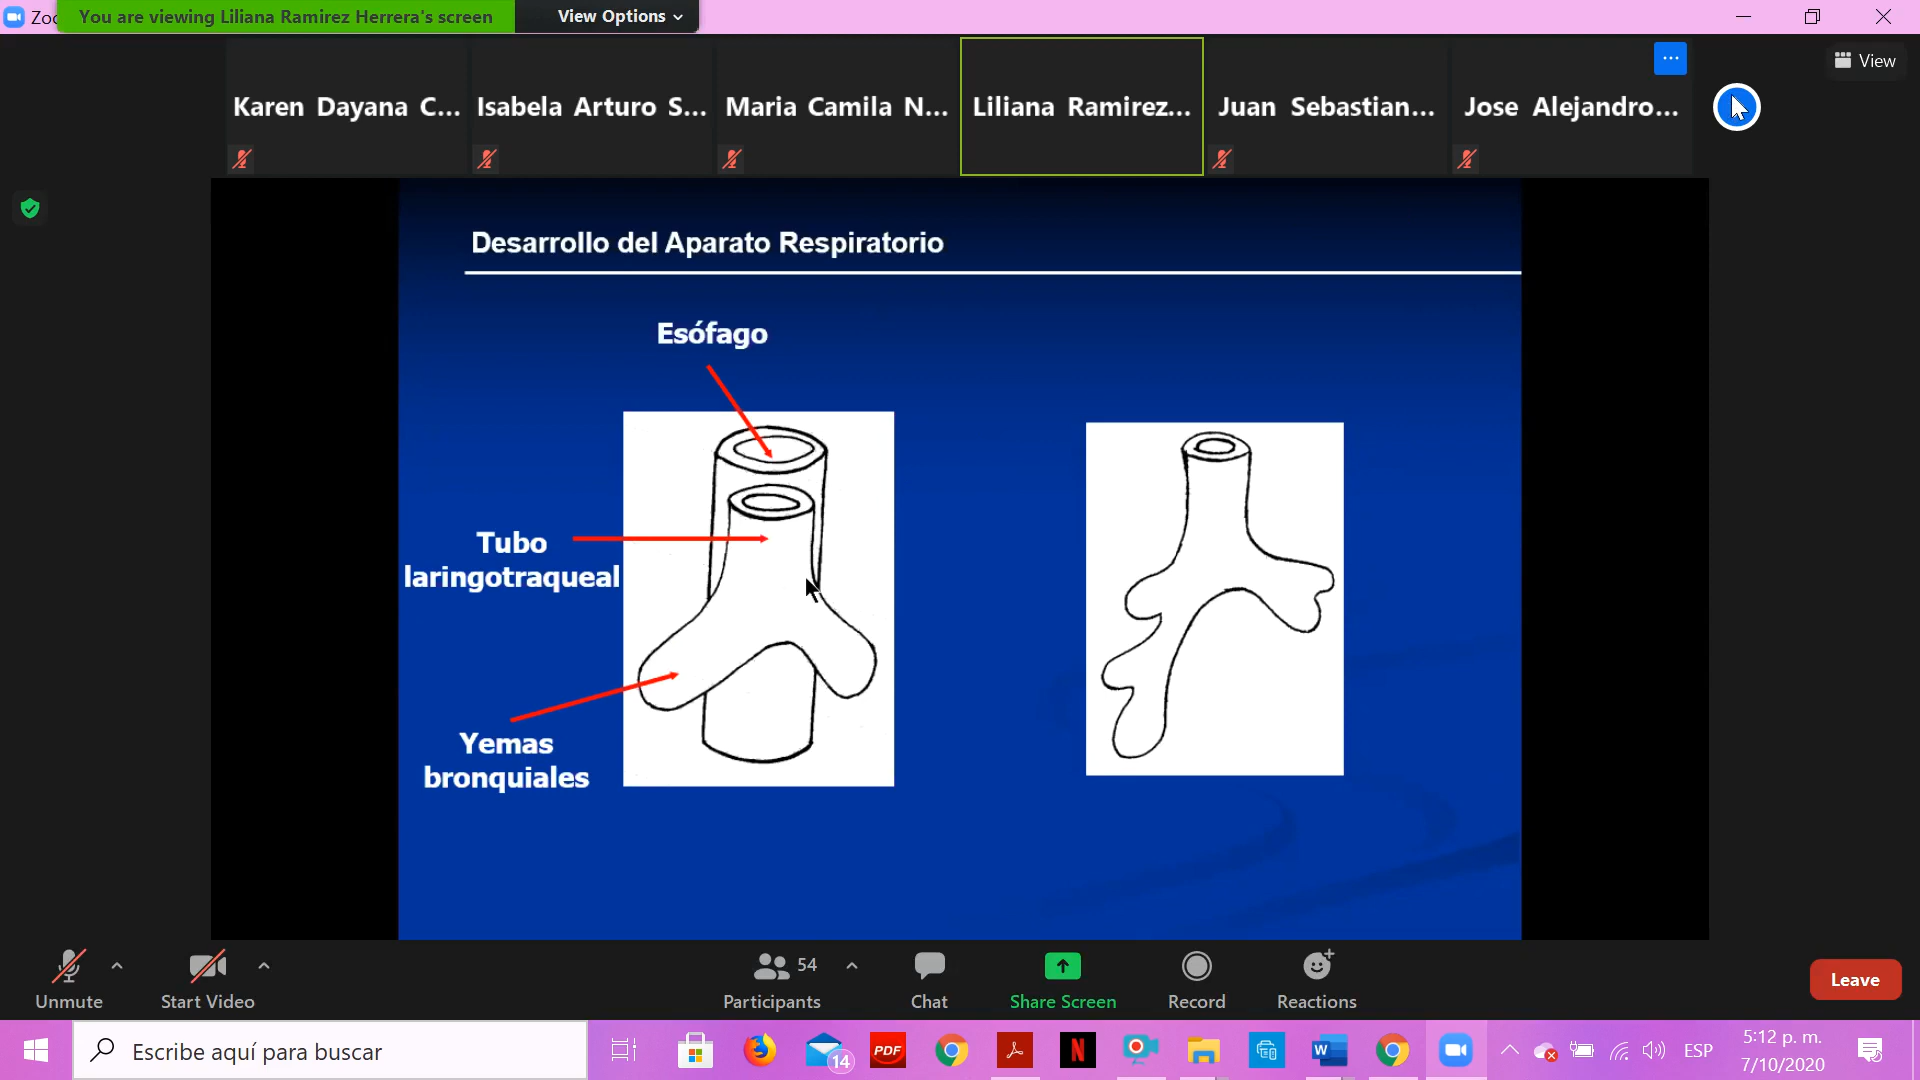 Zoo
You are viewing Liliana Ramirez Herrera's screen
View Options
View
Karen Dayana C...
Isabela Arturo S...
Maria Camila N...
Liliana Ramirez...
Juan Sebastian...
Jose Alejandro...
Desarrollo del Aparato Respiratorio
Esófago
Tubo
laringotraqueal
Yemas
bronquiales
Unmute
Start Video
54
Participants
Chat
Share Screen
Record
Reactions
Leave
Escribe aquí para buscar
14
PDF
N
W
ESP
5:12 p. m.
7/10/2020